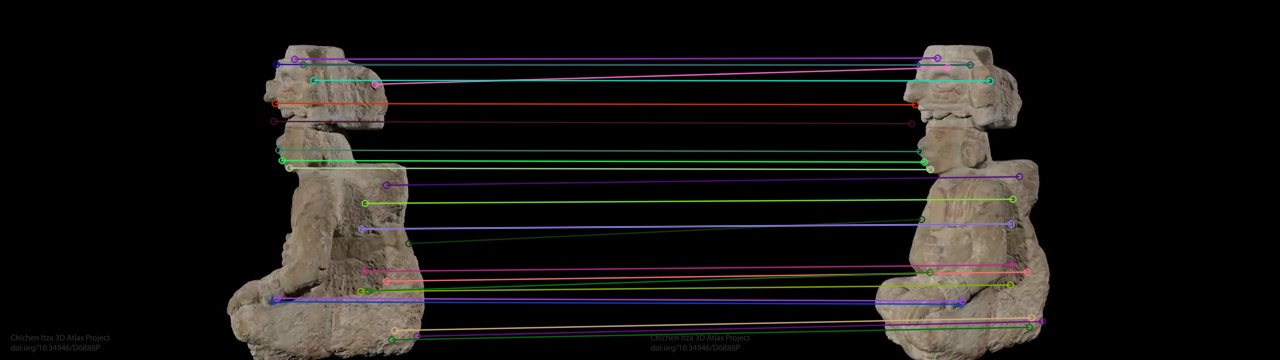 Chichen Itza 3D Atlas Project
doi.org/10.34946/D6B88P
Chichen Itza 3D Atlas Project
doi.org/10.34946/D6B88P